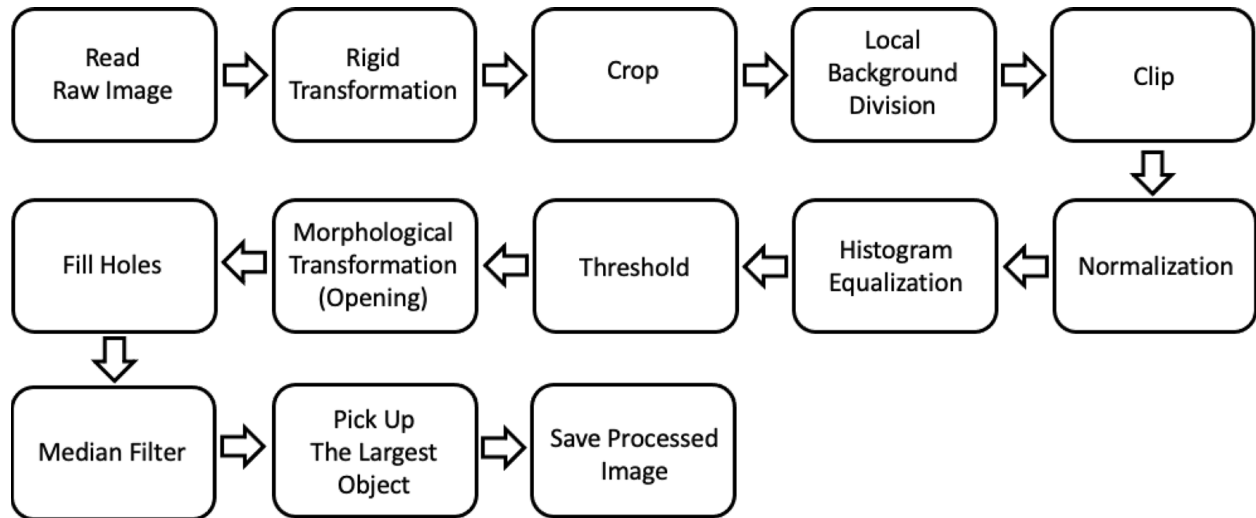 Read
Raw Image
Rigid
Transformation
Crop
Local
Background
Division
Clip
Normalization
Histogram
Equalization
Threshold
Morphological
Transformation
(Opening)
Fill Holes
Median Filter
Pick Up
The Largest
Object
Save Processed
Image